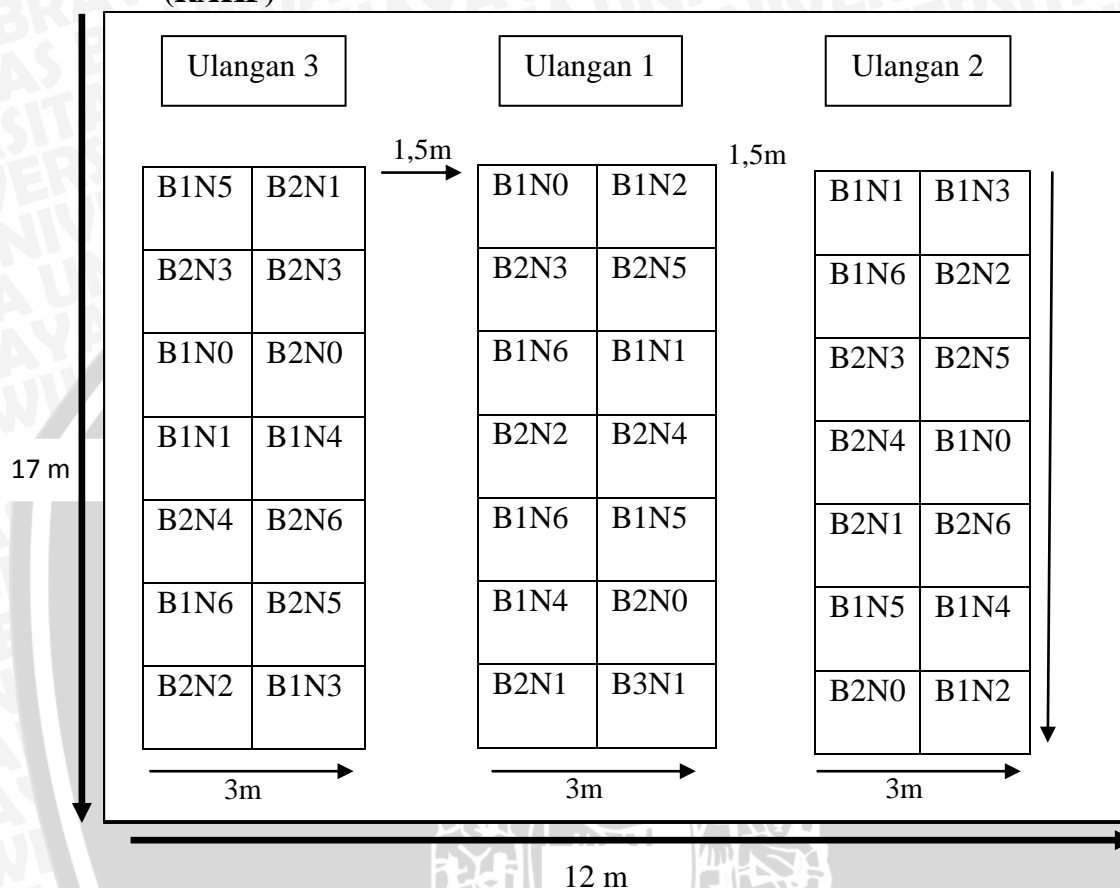 Ulangan 3 Ulangan 1 Ulangan 2
1,5m 1,5m
B1N5 B2N1 B1N0 B1N2 B1N1 B1N3
B2N3 B2N3 B2N3 B2N5 B1N6 B2N2
B1N0 B2N0 B1N6 B1N1 B2N3 B2N5
B1N1 B1N4 B2N2 B2N4 B2N4 B1N0
17 m
B2N4 B2N6 B1N6 B1N5 B2N1 B2N6
B1N6 B2N5 B1N4 B2N0 B1N5 B1N4
B2N2 B1N3 B2N1 B3N1 B2N0 B1N2
3m 3m 3m
12 m